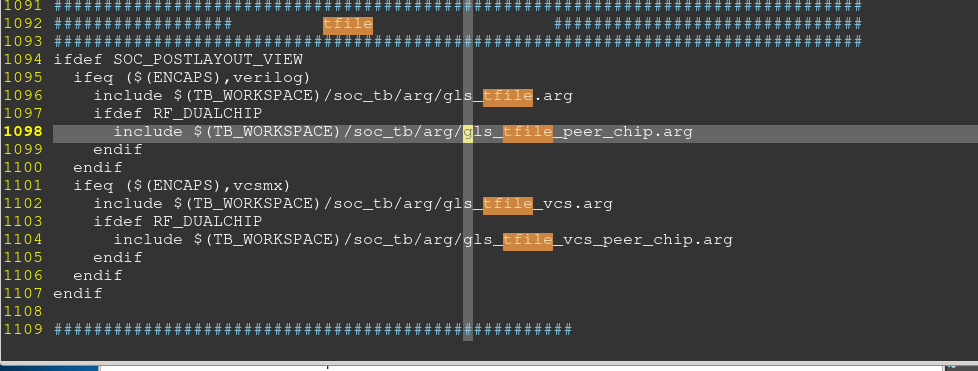 1091 #################################################################################
1092 ################## tfile ###############################
1093 #################################################################################
1094 ifdef SOC_POSTLAYOUT_VIEW
1095 ifeq ($(ENCAPS),verilog)
1096 include $(TB_WORKSPACE)/soc_tb/arg/gls_tfile.arg
1097 ifdef RF_DUALCHIP
1098 include $(TB_WORKSPACE)/soc_tb/arg/gls_tfile_peer_chip.arg
1099 endif
1100 endif
1101 ifeq ($(ENCAPS),vcsmx)
1102 include $(TB_WORKSPACE)/soc_tb/arg/gls_tfile_vcs.arg
1103 ifdef RF_DUALCHIP
1104 include $(TB_WORKSPACE)/soc_tb/arg/gls_tfile_vcs_peer_chip.arg
1105 endif
1106 endif
1107 endif
1108
1109 ####################################################